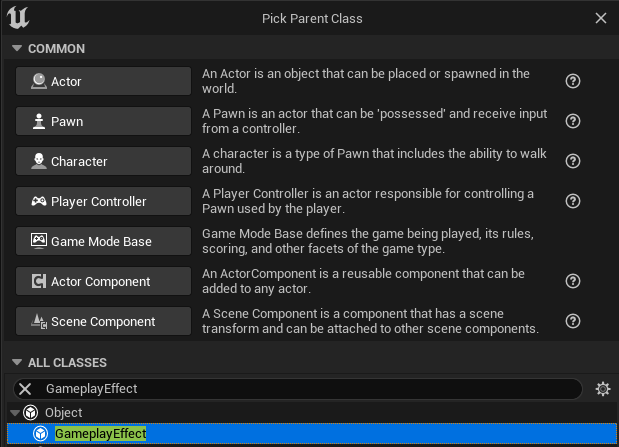 Pick Parent Class
COMMON
Actor
An Actor is an object that can be placed or spawned in the
world.
Pawn
A Pawn is an actor that can be 'possessed' and receive input
from a controller.
Character
A character is a type of Pawn that includes the ability to walk
around.
Player Controller
A Player Controller is an actor responsible for controlling a
Pawn used by the player.
Game Mode Base
Game Mode Base defines the game being played, its rules,
scoring, and other facets of the game type.
Actor Component
An ActorComponent is a reusable component that can be
added to any actor.
Scene Component
A Scene Component is a component that has a scene
transform and can be attached to other scene components.
ALL CLASSES
GameplayEffect
Object
GameplayEffect